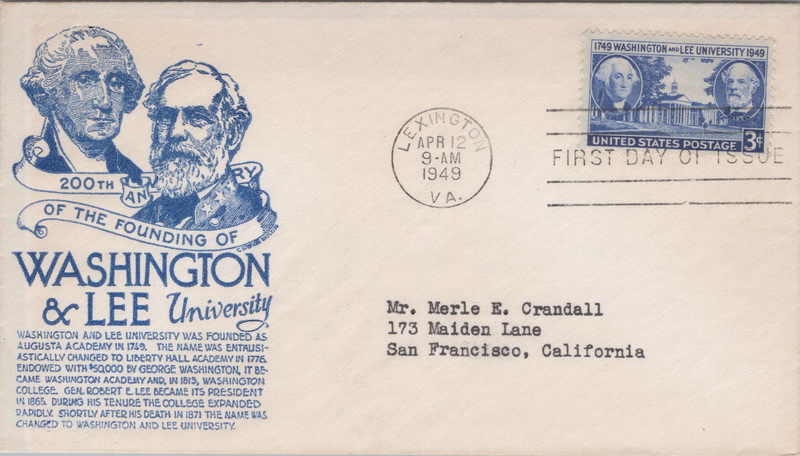 200TH AN RY
OF THE FOUNDING OF
WASHINGTON
& LEE University
WASHINGTON AND LEE UNIVERSITY WAS FOUNDED AS
AUGUSTA ACADEMY IN 1749. THE NAME WAS ENTHUSI-
ASTICALLY CHANGED TO LIBERTY HALL ACADEMY IN 1776.
ENDOWED WITH $50,000 BY GEORGE WASHINGTON, IT BE-
CAME WASHINGTON ACADEMY AND, IN 1813, WASHINGTON
COLLEGE. GEN. ROBERT E. LEE BECAME ITS PRESIDENT
IN 1865. DURING HIS TENURE THE COLLEGE EXPANDED
RAPIDLY. SHORTLY AFTER HIS DEATH IN 1871 THE NAME WAS
CHANGED TO WASHINGTON AND LEE UNIVERSITY.
LEXINGTON
APR 12
9-AM
1949
VA.
1749 WASHINGTON AND LEE UNIVERSITY 1949
UNITED STATES POSTAGE 3¢
FIRST DAY OF ISSUE
Mr. Merle E. Crandall
173 Maiden Lane
San Francisco, California